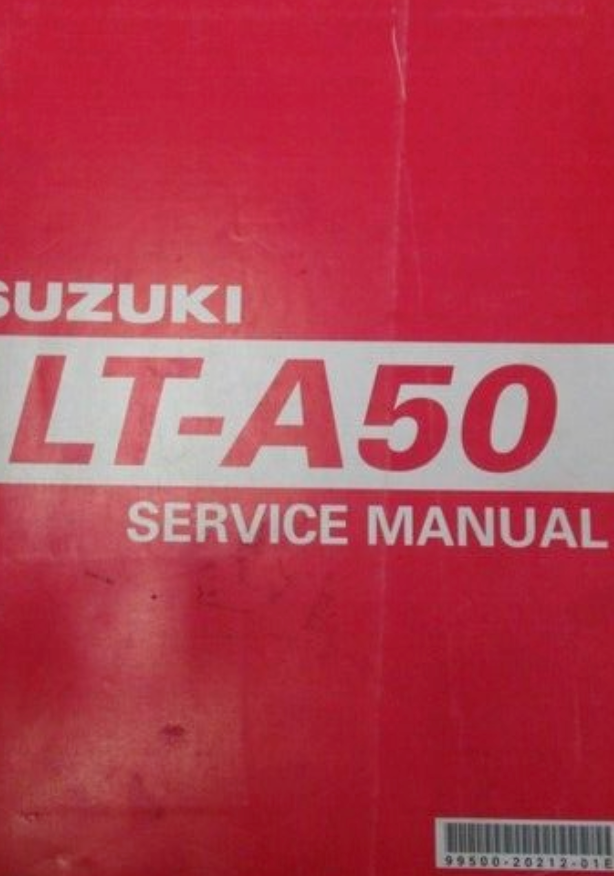 SUZUKI
LT-A50
SERVICE MANUAL
99500-20212-01E